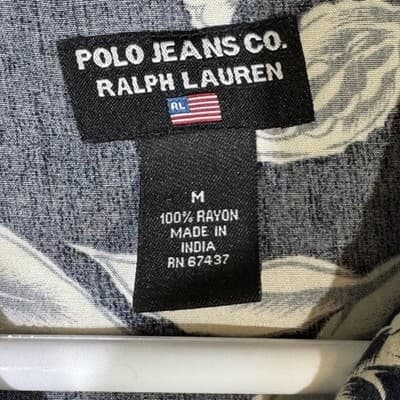 POLO JEANS CO.
RALPH LAUREN
RL
M
100% RAYON
MADE IN
INDIA
RN 67437